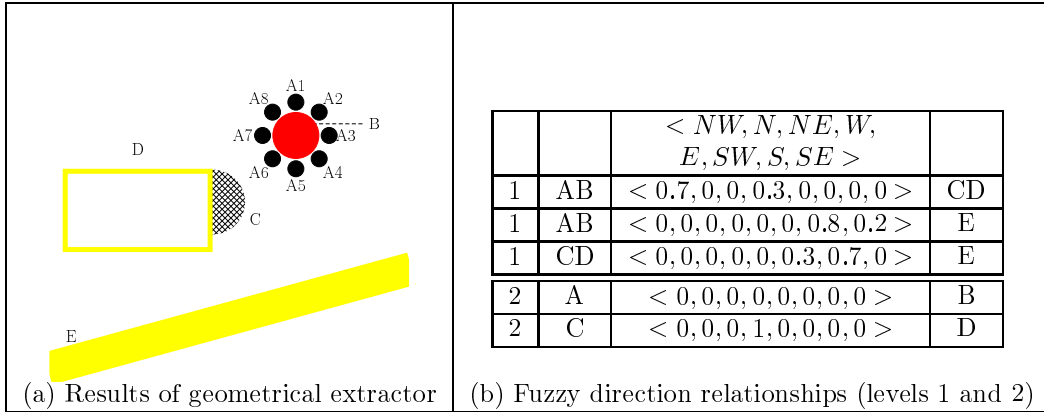 A1
A8
A2
A7
A3
B
A6
A4
A5
D
C
E
(a) Results of geometrical extractor
< NW, N, NE, W,
E, SW, S, SE >
1 AB < 0.7, 0, 0, 0.3, 0, 0, 0, 0 > CD
1 AB < 0, 0, 0, 0, 0, 0, 0.8, 0.2 > E
1 CD < 0, 0, 0, 0, 0, 0.3, 0.7, 0 > E
2 A < 0, 0, 0, 0, 0, 0, 0, 0 > B
2 C < 0, 0, 0, 1, 0, 0, 0, 0 > D
(b) Fuzzy direction relationships (levels 1 and 2)